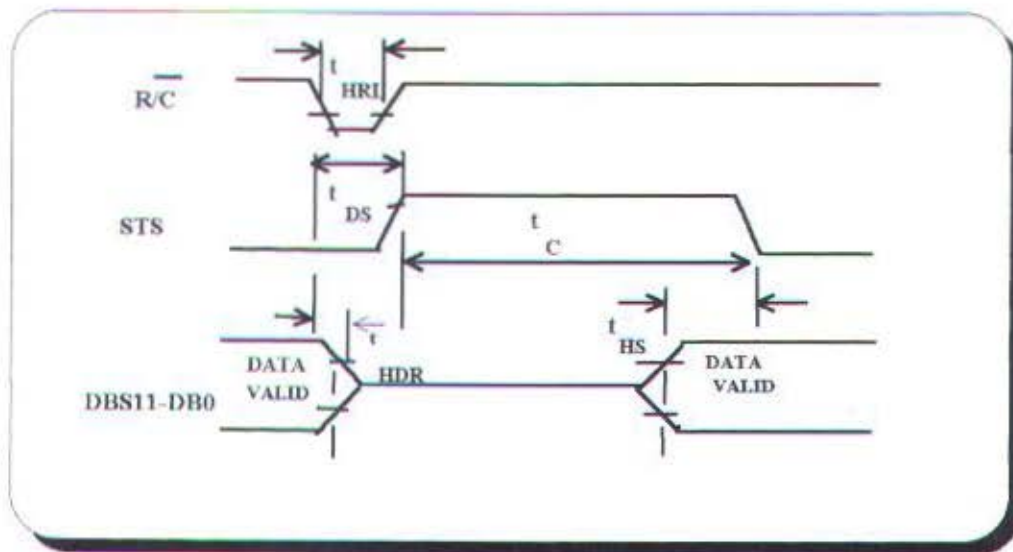 t
HRL
R/C̅
t
DS
STS
t
C
t
HDR
t
HS
DATA
VALID
DATA
VALID
DBS11-DB0